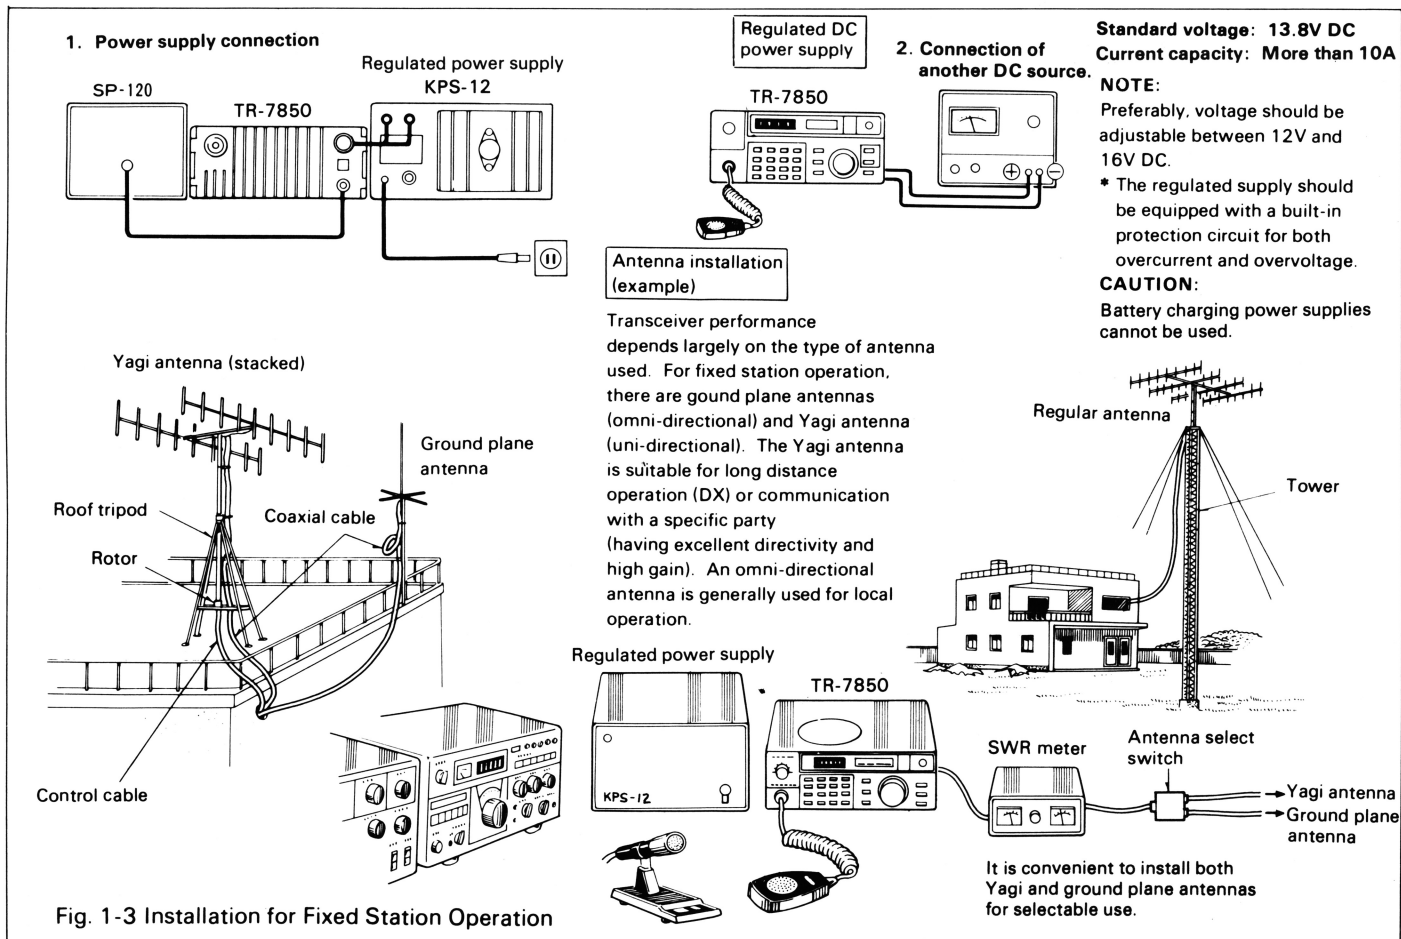 1. Power supply connection
SP-120
TR-7850
Regulated power supply
KPS-12
Regulated DC
power supply
2. Connection of
another DC source.
TR-7850
Standard voltage: 13.8V DC
Current capacity: More than 10A
NOTE:
Preferably, voltage should be
adjustable between 12V and
16V DC.
* The regulated supply should
be equipped with a built-in
protection circuit for both
overcurrent and overvoltage.
CAUTION:
Battery charging power supplies
cannot be used.
Antenna installation
(example)
Transceiver performance
depends largely on the type of antenna
used. For fixed station operation,
there are gound plane antennas
(omni-directional) and Yagi antenna
(uni-directional). The Yagi antenna
is suitable for long distance
operation (DX) or communication
with a specific party
(having excellent directivity and
high gain). An omni-directional
antenna is generally used for local
operation.
Yagi antenna (stacked)
Ground plane
antenna
Roof tripod
Coaxial cable
Rotor
Control cable
Regular antenna
Tower
Regulated power supply
KPS-12
TR-7850
SWR meter
Antenna select
switch
Yagi antenna
Ground plane
antenna
It is convenient to install both
Yagi and ground plane antennas
for selectable use.
Fig. 1-3 Installation for Fixed Station Operation